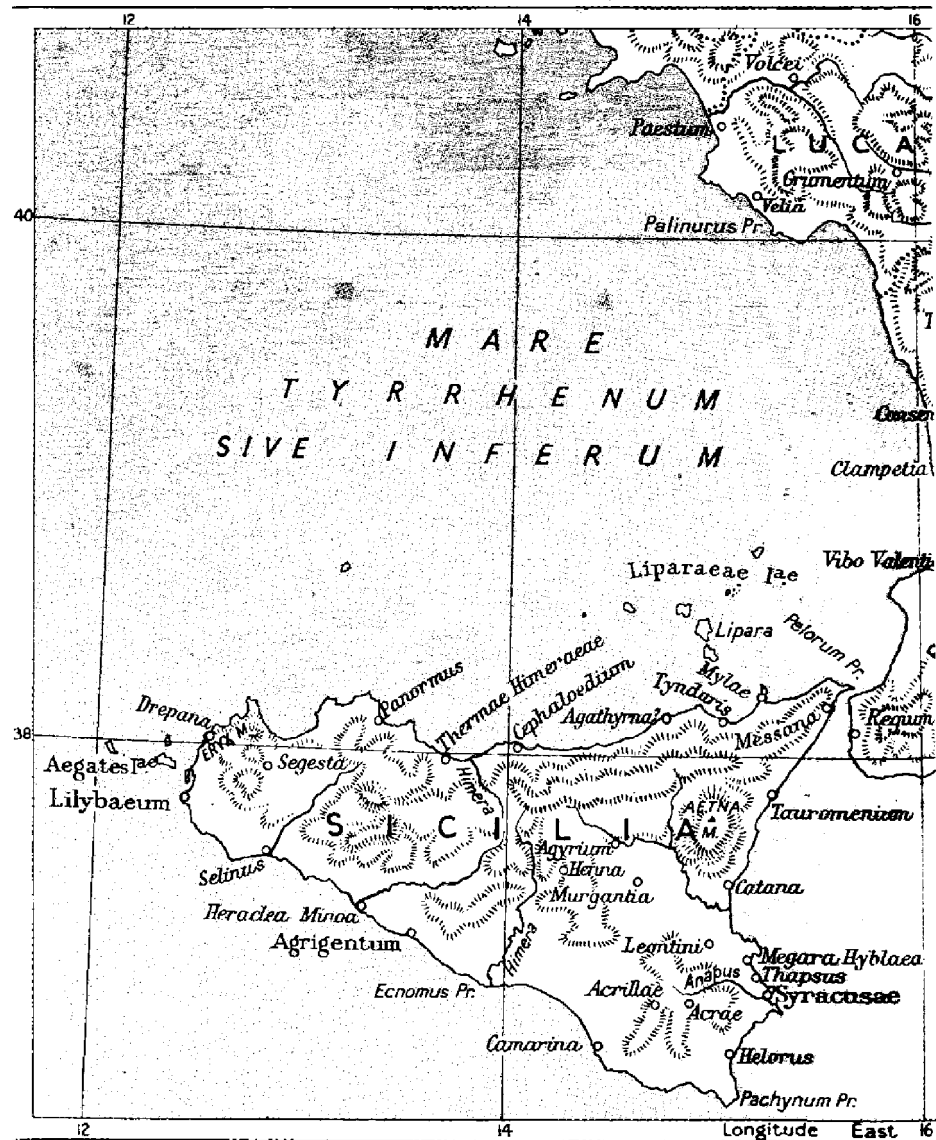 12 14 16
Volcei
Paestum
L U C A
Grumentum
Velia
40
Palinurus Pr.
M A R E
T Y R R H E N U M
S I V E I N F E R U M
T
Consen
Clampetia
Vibo Valenti
Liparaeae Iae
Lipara
Pelorum Pr.
Mylae
Tyndaris
Thermae Himeraeae
Cephaloedium
Panormus
Agathyrna?
Messana
Regium
Drepana
ERYX M.
38
Segesta
Aegates Iae
Lilybaeum
Himera
AETNA
M.
Tauromenium
S I C I L I A
Agyrium
Henna
Murgantia
Catana
Selinus
Heraclea Minoa
Agrigentum
Himera
Leontini
Megara Hyblaea
Thapsus
Anapus
Syracusae
Ecnomus Pr.
Acrillae
Acrae
Camarina
Helorus
Pachynum Pr.
12 14 Longitude East 16